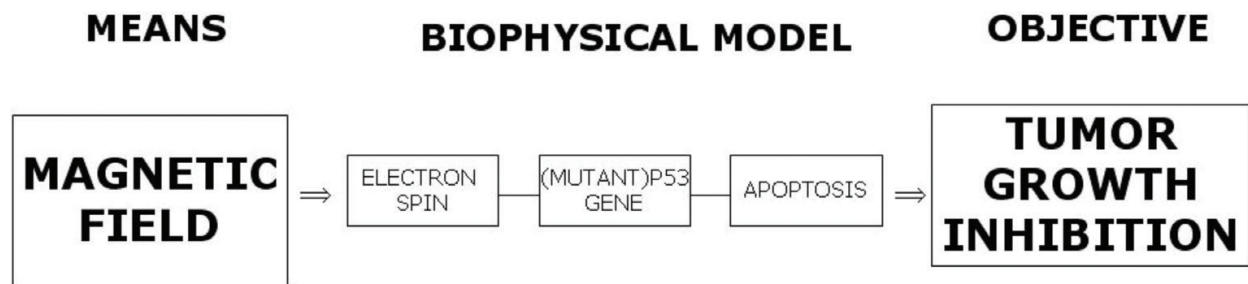 MEANS
BIOPHYSICAL MODEL
OBJECTIVE
MAGNETIC
FIELD
⇒
ELECTRON
SPIN
(MUTANT)P53
GENE
APOPTOSIS
⇒
TUMOR
GROWTH
INHIBITION